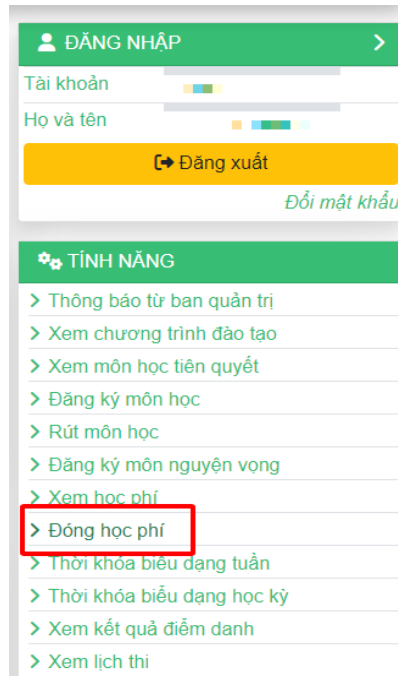 ĐĂNG NHẬP
Tài khoản
Họ và tên
Đăng xuất
Đổi mật khẩu
TÍNH NĂNG
Thông báo từ ban quản trị
Xem chương trình đào tạo
Xem môn học tiên quyết
Đăng ký môn học
Rút môn học
Đăng ký môn nguyện vọng
Xem học phí
Đóng học phí
Thời khóa biểu dạng tuần
Thời khóa biểu dạng học kỳ
Xem kết quả điểm danh
Xem lịch thi